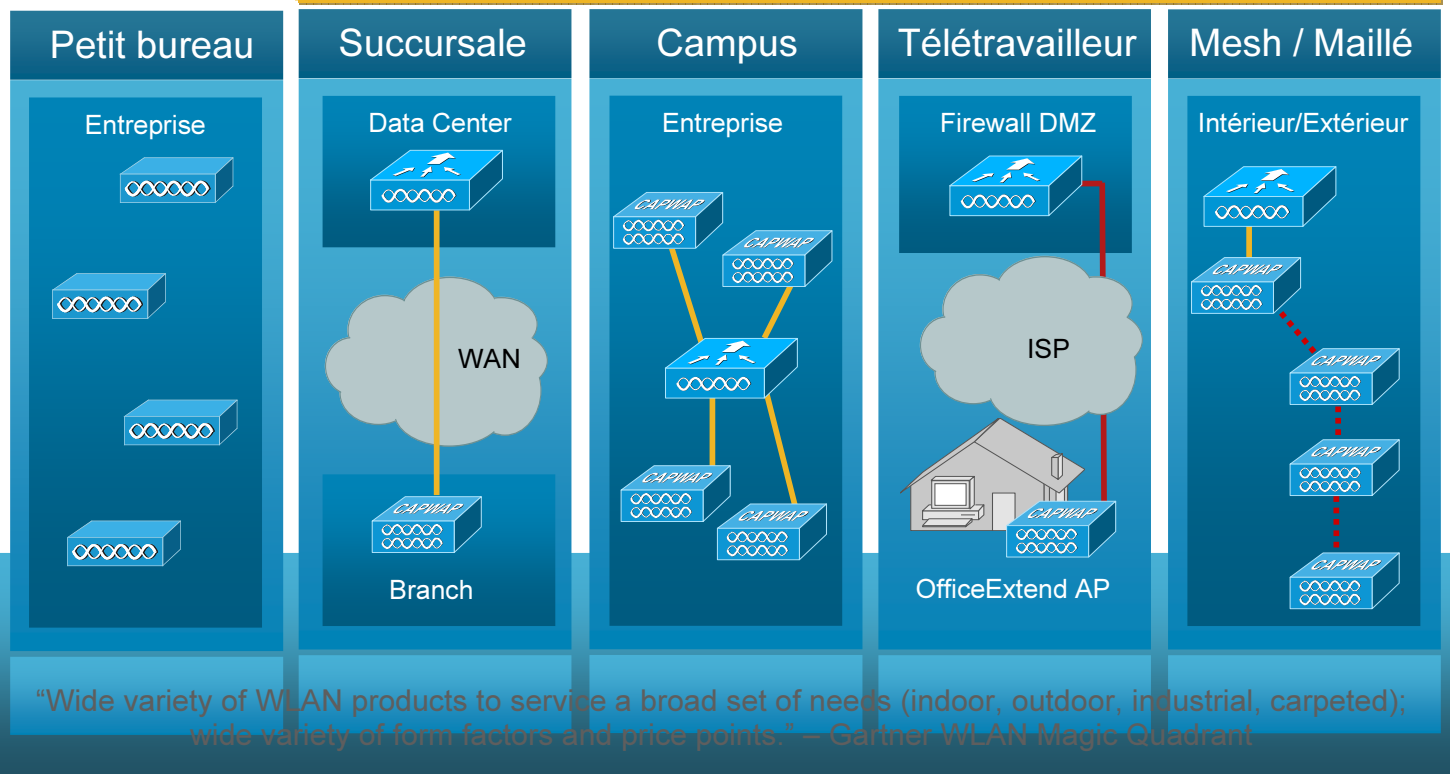 Petit bureau
Entreprise
Succursale
Data Center
WAN
CAPWAP
Branch
Campus
Entreprise
CAPWAP
CAPWAP
CAPWAP
CAPWAP
Télétravailleur
Firewall DMZ
ISP
CAPWAP
OfficeExtend AP
Mesh / Maillé
Intérieur/Extérieur
CAPWAP
CAPWAP
CAPWAP
CAPWAP
“Wide variety of WLAN products to service a broad set of needs (indoor, outdoor, industrial, carpeted);
wide variety of form factors and price points.” – Gartner WLAN Magic Quadrant